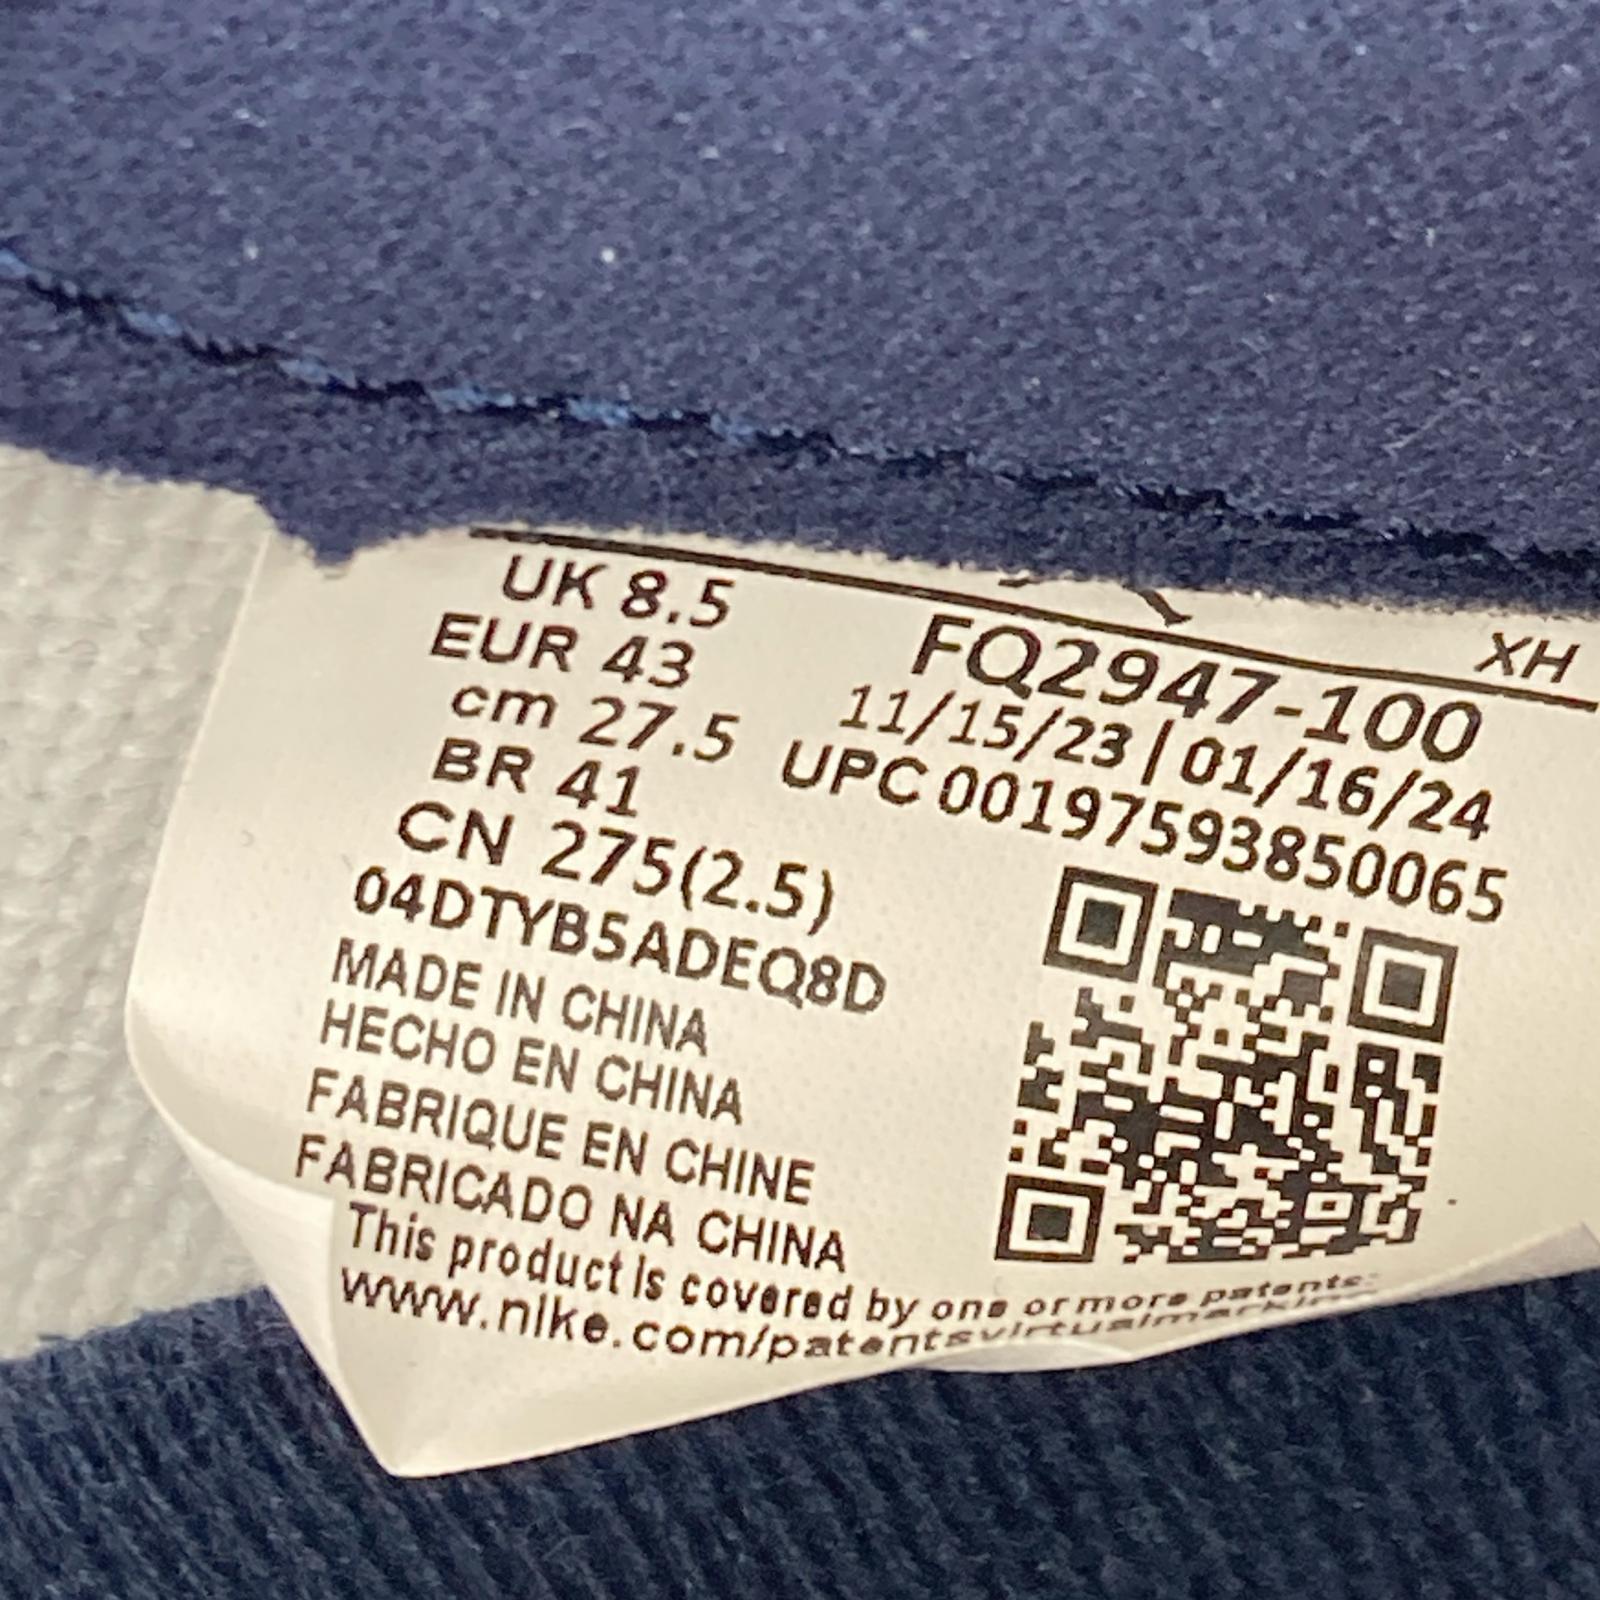 UK 8.5
EUR 43
cm 27.5
BR 41
CN 275(2.5)
04DTYB5ADEQ8D
MADE IN CHINA
HECHO EN CHINA
FABRIQUE EN CHINE
FABRICADO NA CHINA
This product is covered by one or more patents:
www.nike.com/patentsvirtualmarking
XH
FQ2947-100
11/15/23 | 01/16/24
UPC 00197593850065